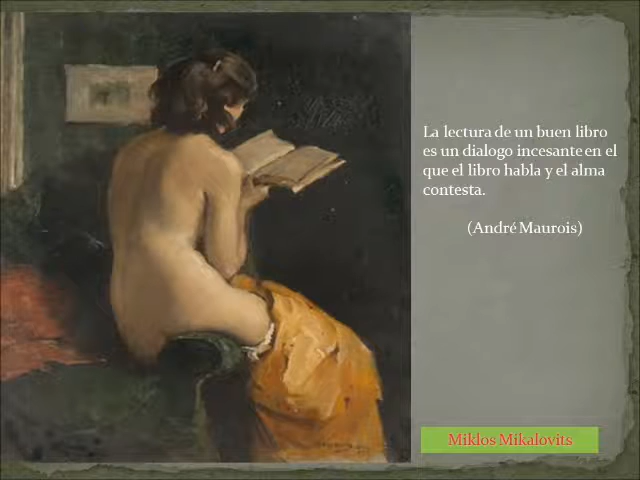 La lectura de un buen libro
es un dialogo incesante en el
que el libro habla y el alma
contesta.
(André Maurois)
Miklos Mikalovits